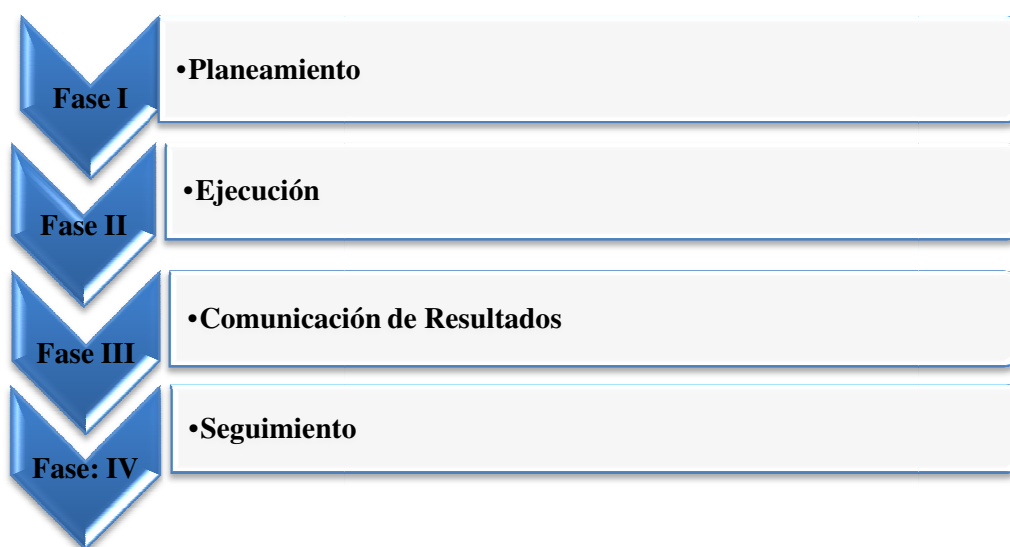 Fase I
•Planeamiento
Fase II
•Ejecución
Fase III
•Comunicación de Resultados
Fase: IV
•Seguimiento